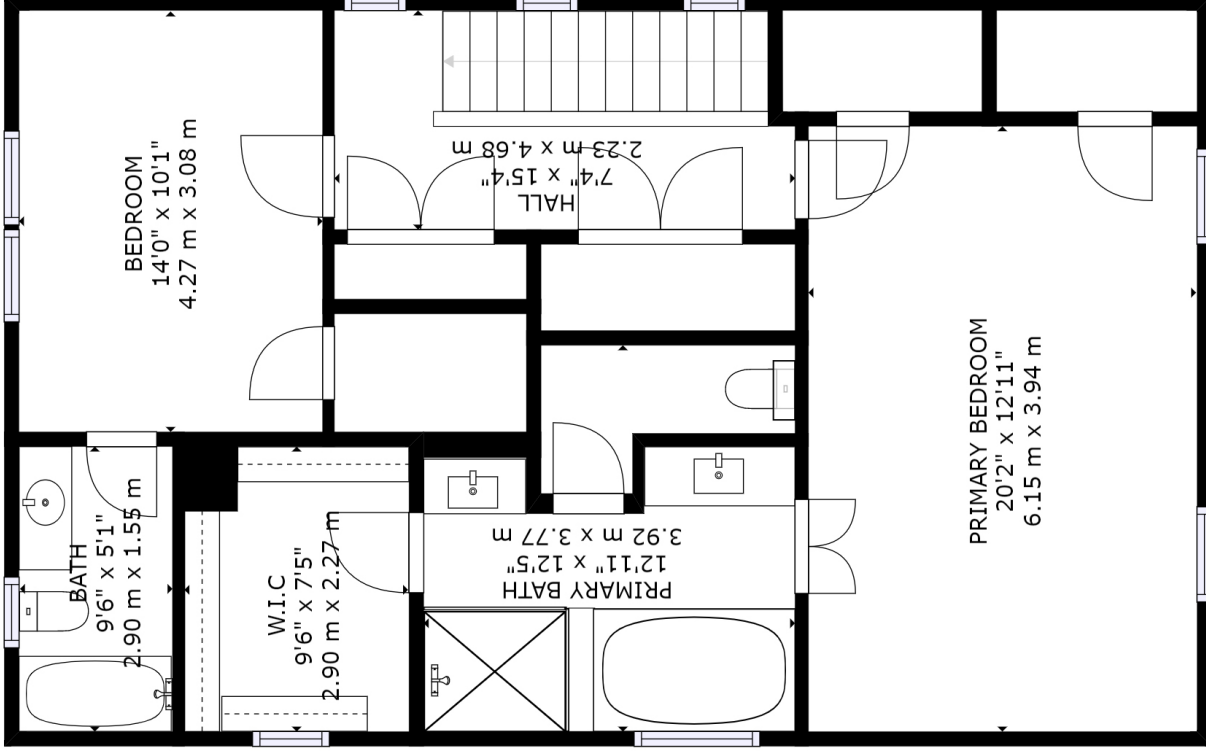 BEDROOM
14'0" x 10'1"
4.27 m x 3.08 m
HALL
7'4" x 15'4"
2.23 m x 4.68 m
PRIMARY BEDROOM
20'2" x 12'11"
6.15 m x 3.94 m
BATH
9'6" x 5'1"
2.90 m x 1.55 m
W.I.C
9'6" x 7'5"
2.90 m x 2.27 m
PRIMARY BATH
12'11" x 12'5"
3.92 m x 3.77 m